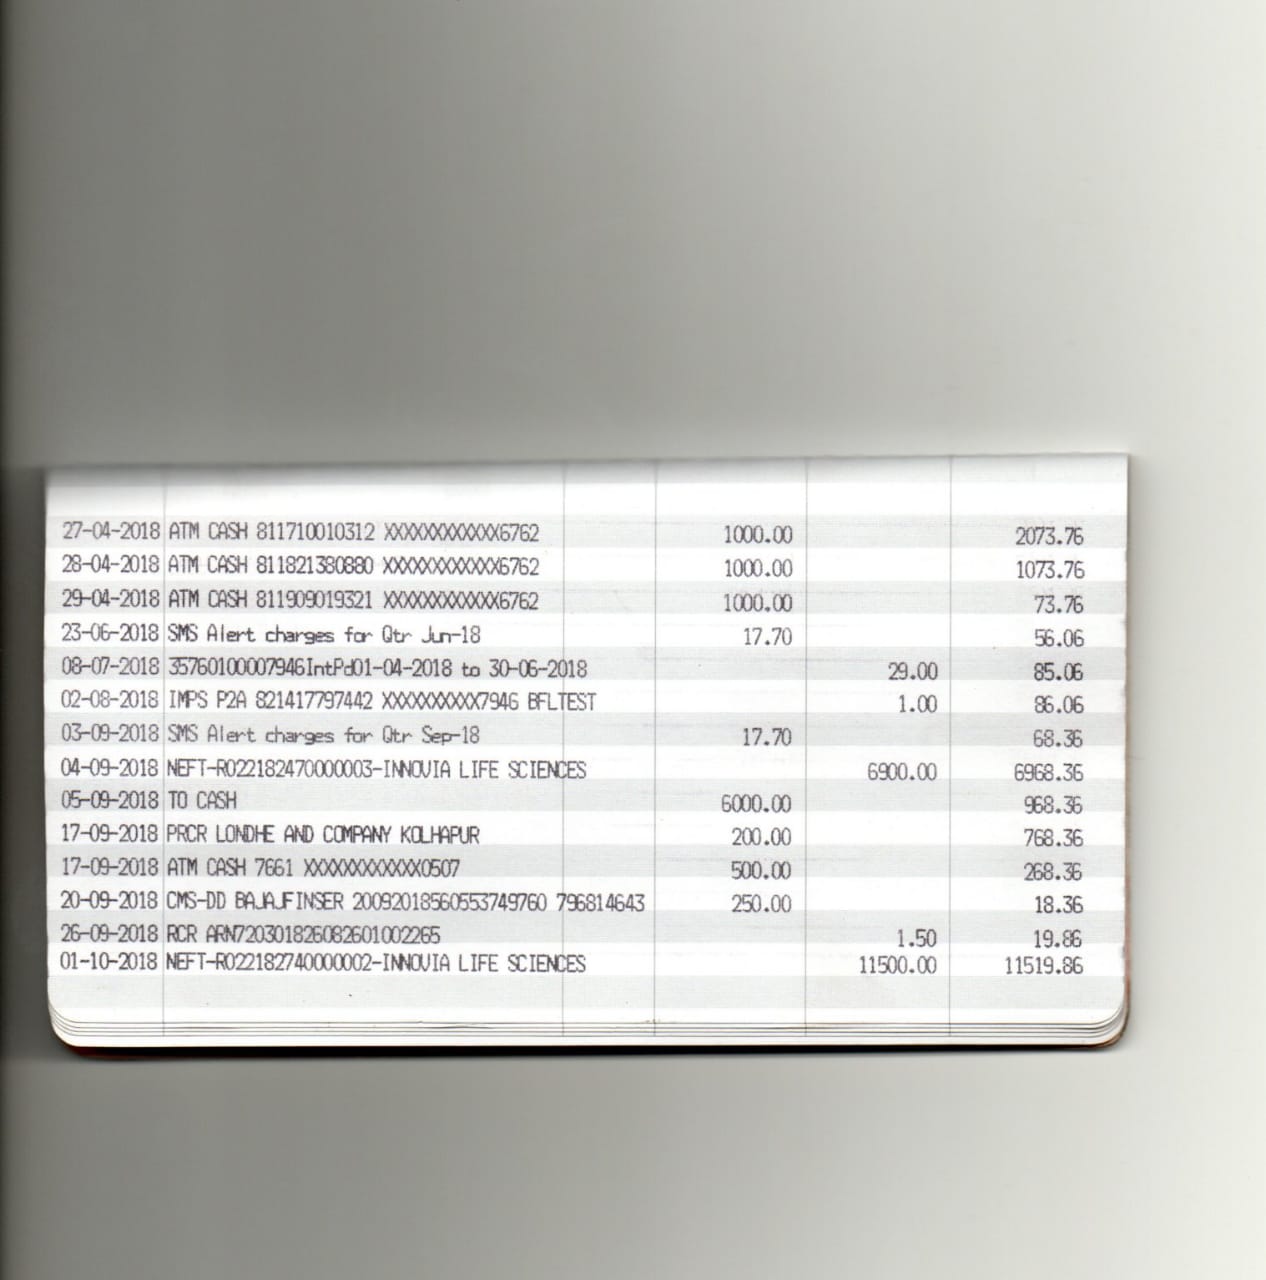 27-04-2018 ATM CASH 811710010312 XXXXXXXXXXXX6762 1000.00 2073.76
28-04-2018 ATM CASH 811821380880 XXXXXXXXXXXX6762 1000.00 1073.76
29-04-2018 ATM CASH 811909019321 XXXXXXXXXXXX6762 1000.00 73.76
23-06-2018 SMS Alert charges for Qtr Jun-18 17.70 56.06
08-07-2018 35760100007946IntPd01-04-2018 to 30-06-2018 29.00 85.06
02-08-2018 IMPS P2A 821417797442 XXXXXXXXXX7946 BFLTEST 1.00 86.06
03-09-2018 SMS Alert charges for Qtr Sep-18 17.70 68.36
04-09-2018 NEFT-R022182470000003-INNOVIA LIFE SCIENCES 6900.00 6968.36
05-09-2018 TO CASH 6000.00 968.36
17-09-2018 PRCR LONDHE AND COMPANY KOLHAPUR 200.00 768.36
17-09-2018 ATM CASH 7661 XXXXXXXXXXXX0507 500.00 268.36
20-09-2018 CMS-DD BAJAJFINSER 20092018560553749760 796814643 250.00 18.36
26-09-2018 RCR ARN720301826082601002265 1.50 19.86
01-10-2018 NEFT-R022182740000002-INNOVIA LIFE SCIENCES 11500.00 11519.86